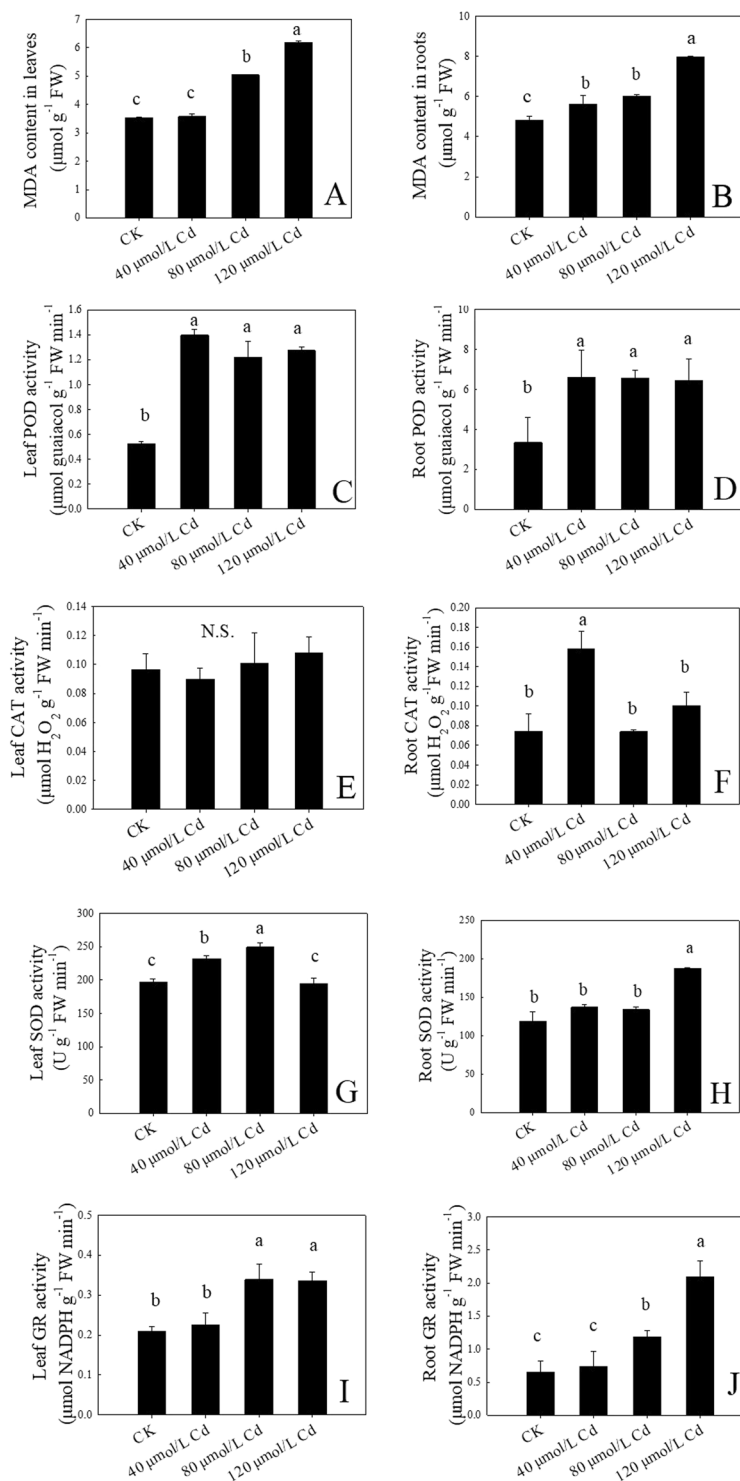 MDA content in leaves
(μmol g-1 FW)
7
6
5
4
3
2
1
0
c
c
b
a
A
CK
40 μmol/L Cd
80 μmol/L Cd
120 μmol/L Cd
MDA content in roots
(μmol g-1 FW)
10
8
6
4
2
0
c
b
b
a
B
CK
40 μmol/L Cd
80 μmol/L Cd
120 μmol/L Cd
Leaf POD activity
(μmol guaiacol g-1 FW min-1)
1.6
1.4
1.2
1.0
0.8
0.6
0.4
0.2
0.0
b
a
a
a
C
CK
40 μmol/L Cd
80 μmol/L Cd
120 μmol/L Cd
Root POD activity
(μmol guaiacol g-1 FW min-1)
10
8
6
4
2
0
b
a
a
a
D
CK
40 μmol/L Cd
80 μmol/L Cd
120 μmol/L Cd
Leaf CAT activity
(μmol H2O2 g-1 FW min-1)
0.14
0.12
0.10
0.08
0.06
0.04
0.02
0.00
N.S.
E
CK
40 μmol/L Cd
80 μmol/L Cd
120 μmol/L Cd
Root CAT activity
(μmol H2O2 g-1FW min-1)
0.20
0.18
0.16
0.14
0.12
0.10
0.08
0.06
0.04
0.02
0.00
b
a
b
b
F
CK
40 μmol/L Cd
80 μmol/L Cd
120 μmol/L Cd
Leaf SOD activity
(U g-1 FW min-1)
300
250
200
150
100
50
0
c
b
a
c
G
CK
40 μmol/L Cd
80 μmol/L Cd
120 μmol/L Cd
Root SOD activity
(U g-1 FW min-1)
250
200
150
100
50
0
b
b
b
a
H
CK
40 μmol/L Cd
80 μmol/L Cd
120 μmol/L Cd
Leaf GR activity
(μmol NADPH g-1 FW min-1)
0.5
0.4
0.3
0.2
0.1
0.0
b
b
a
a
I
CK
40 μmol/L Cd
80 μmol/L Cd
120 μmol/L Cd
Root GR activity
(μmol NADPH g-1 FW min-1)
3.0
2.5
2.0
1.5
1.0
0.5
0.0
c
c
b
a
J
CK
40 μmol/L Cd
80 μmol/L Cd
120 μmol/L Cd